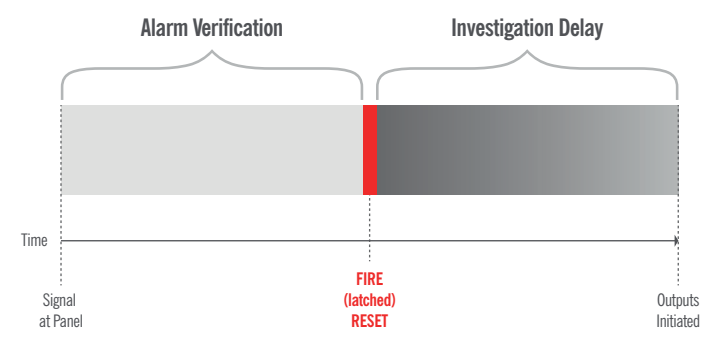 Alarm Verification
Investigation Delay
Time
Signal
at Panel
FIRE
(latched)
RESET
Outputs
Initiated